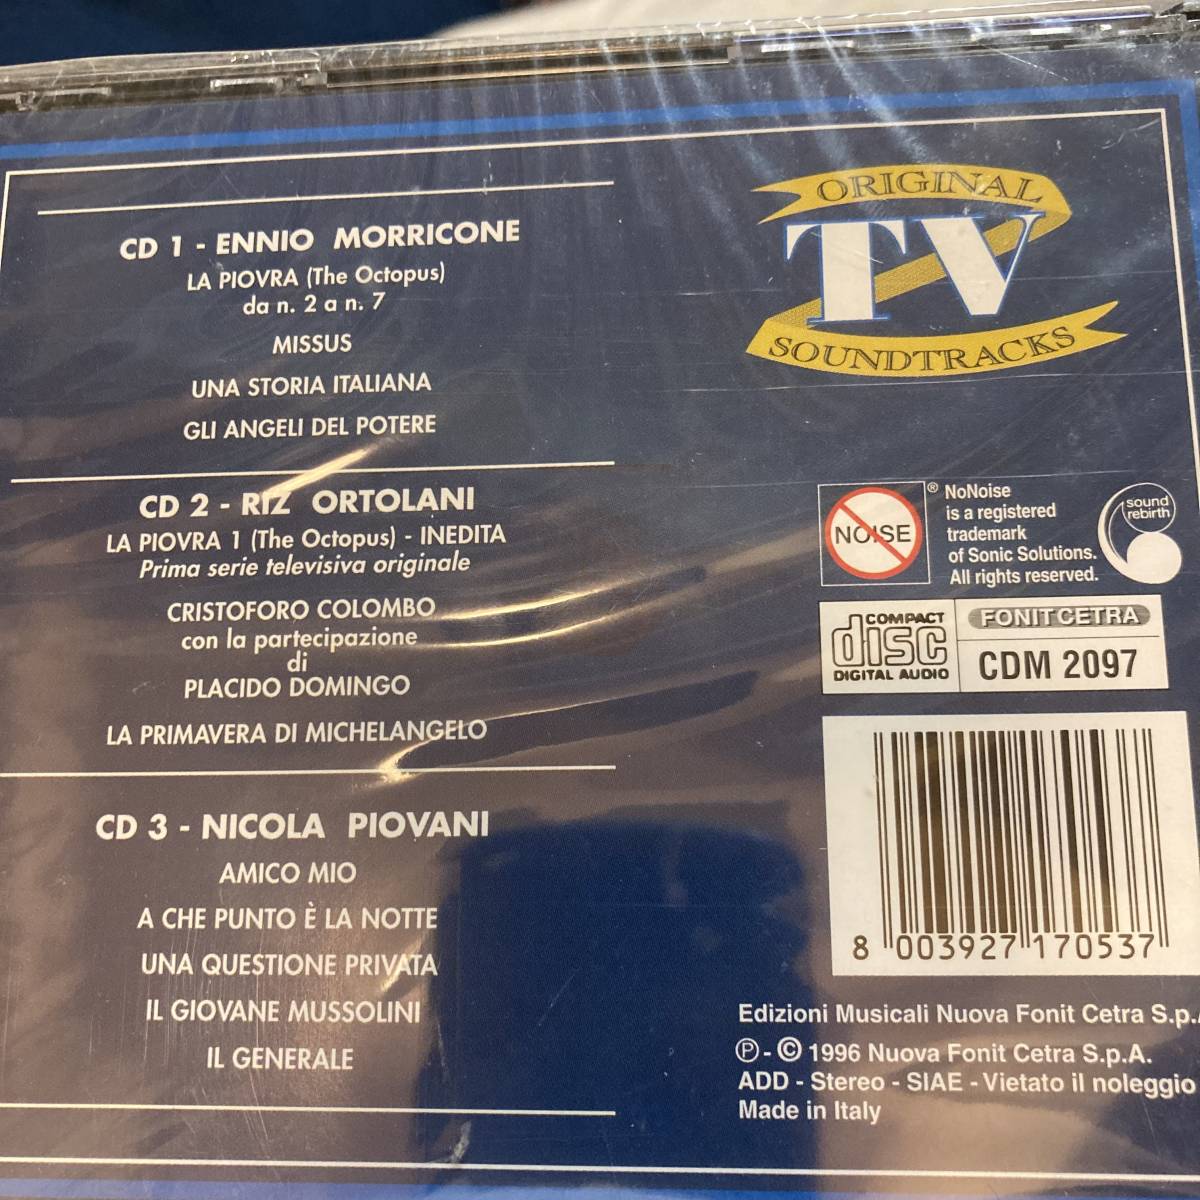 CD 1 - ENNIO MORRICONE
LA PIOVRA (The Octopus)
da n. 2 a n. 7
MISSUS
UNA STORIA ITALIANA
GLI ANGELI DEL POTERE
CD 2 - RIZ ORTOLANI
LA PIOVRA 1 (The Octopus) - INEDITA
Prima serie televisiva originale
CRISTOFORO COLOMBO
con la partecipazione
di
PLACIDO DOMINGO
LA PRIMAVERA DI MICHELANGELO
CD 3 - NICOLA PIOVANI
AMICO MIO
A CHE PUNTO È LA NOTTE
UNA QUESTIONE PRIVATA
IL GIOVANE MUSSOLINI
IL GENERALE
ORIGINAL
TV
SOUNDTRACKS
NOISE
® NoNoise
is a registered
trademark
of Sonic Solutions.
All rights reserved.
sound
rebirth
COMPACT
disc
DIGITAL AUDIO
FONIT CETRA
CDM 2097
8 003927 170537
Edizioni Musicali Nuova Fonit Cetra S.p.A
℗ - © 1996 Nuova Fonit Cetra S.p.A.
ADD - Stereo - SIAE - Vietato il noleggio
Made in Italy